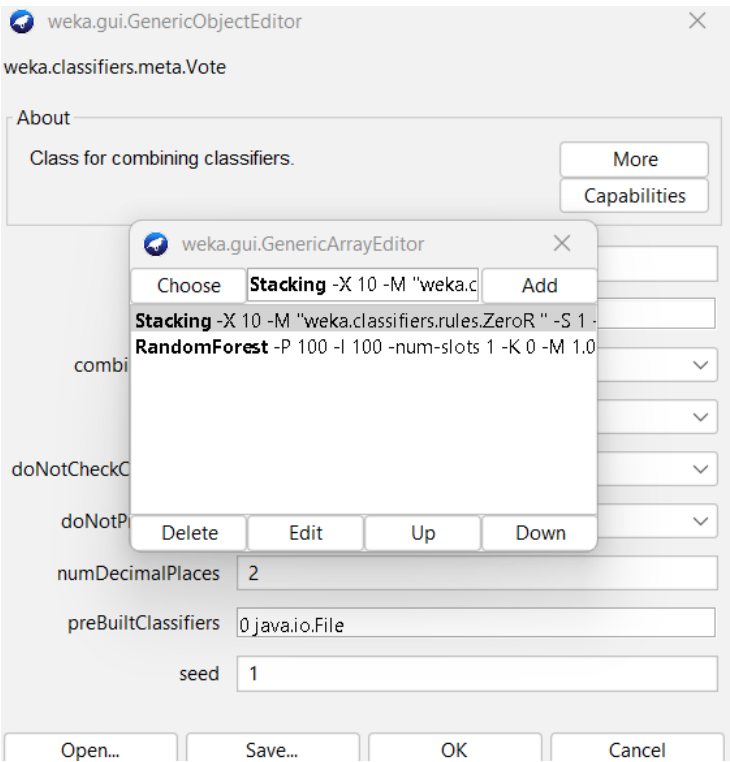 weka.gui.GenericObjectEditor
weka.classifiers.meta.Vote
About
Class for combining classifiers.
More
Capabilities
weka.gui.GenericArrayEditor
Choose Stacking -X 10 -M "weka.c Add
Stacking -X 10 -M "weka.classifiers.rules.ZeroR " -S 1 -
RandomForest -P 100 -I 100 -num-slots 1 -K 0 -M 1.0
combi
doNotCheckC
doNotP
Delete Edit Up Down
numDecimalPlaces 2
preBuiltClassifiers 0 java.io.File
seed 1
Open... Save... OK Cancel